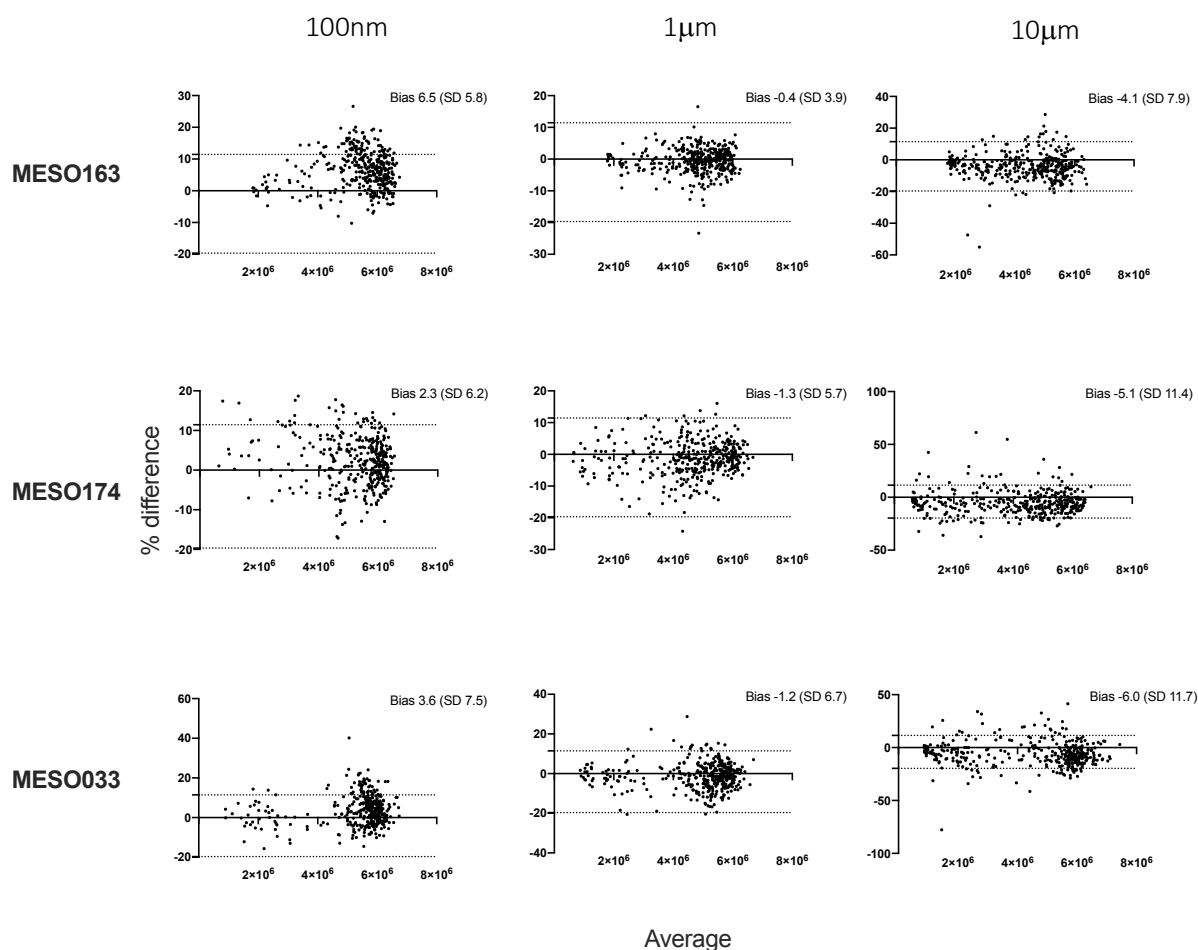 100nm 1μm 10μm
MESO163
Bias 6.5 (SD 5.8)
30
20
10
0
-10
-20
2×10⁶ 4×10⁶ 6×10⁶ 8×10⁶
Bias -0.4 (SD 3.9)
20
10
0
-10
-20
-30
2×10⁶ 4×10⁶ 6×10⁶ 8×10⁶
Bias -4.1 (SD 7.9)
40
20
0
-20
-40
-60
2×10⁶ 4×10⁶ 6×10⁶ 8×10⁶
MESO174
% difference
Bias 2.3 (SD 6.2)
20
10
0
-10
-20
2×10⁶ 4×10⁶ 6×10⁶ 8×10⁶
Bias -1.3 (SD 5.7)
20
10
0
-10
-20
-30
2×10⁶ 4×10⁶ 6×10⁶ 8×10⁶
Bias -5.1 (SD 11.4)
100
50
0
-50
2×10⁶ 4×10⁶ 6×10⁶ 8×10⁶
MESO033
Bias 3.6 (SD 7.5)
60
40
20
0
-20
2×10⁶ 4×10⁶ 6×10⁶ 8×10⁶
Bias -1.2 (SD 6.7)
40
20
0
-20
-40
2×10⁶ 4×10⁶ 6×10⁶ 8×10⁶
Bias -6.0 (SD 11.7)
50
0
-50
-100
2×10⁶ 4×10⁶ 6×10⁶ 8×10⁶
Average